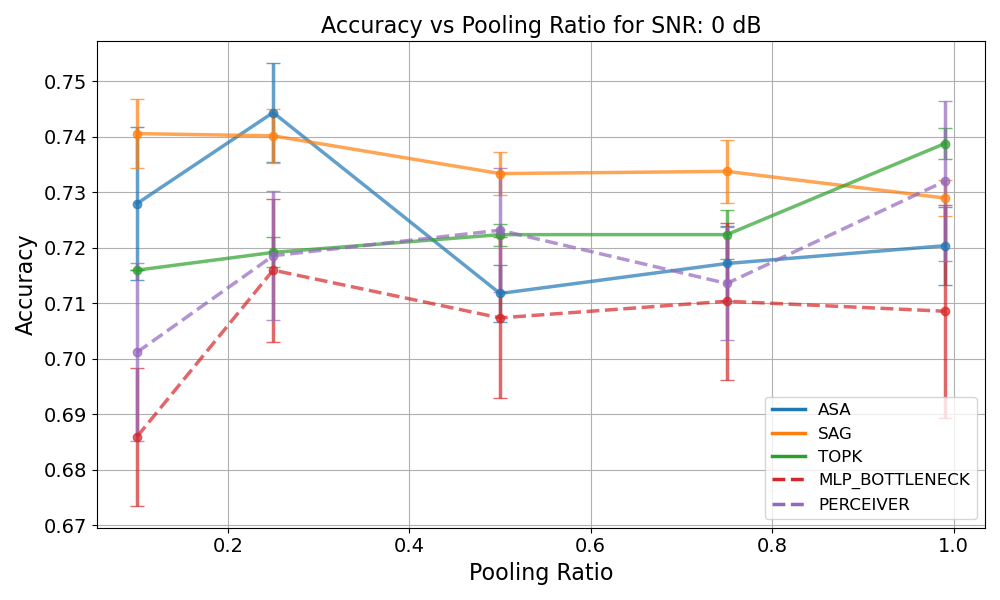 Accuracy vs Pooling Ratio for SNR: 0 dB
Accuracy
0.75
0.74
0.73
0.72
0.71
0.70
0.69
0.68
0.67
0.2
0.4
0.6
0.8
1.0
Pooling Ratio
ASA
SAG
TOPK
MLP_BOTTLENECK
PERCEIVER